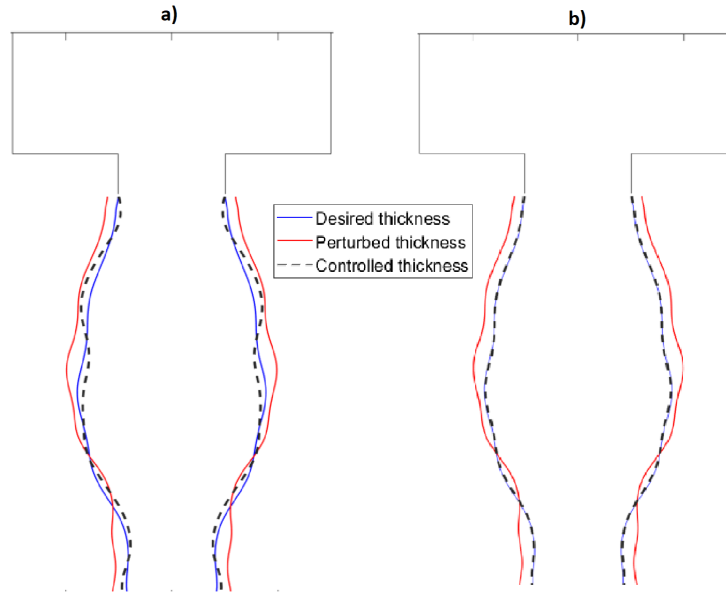 a)
b)
Desired thickness
Perturbed thickness
Controlled thickness